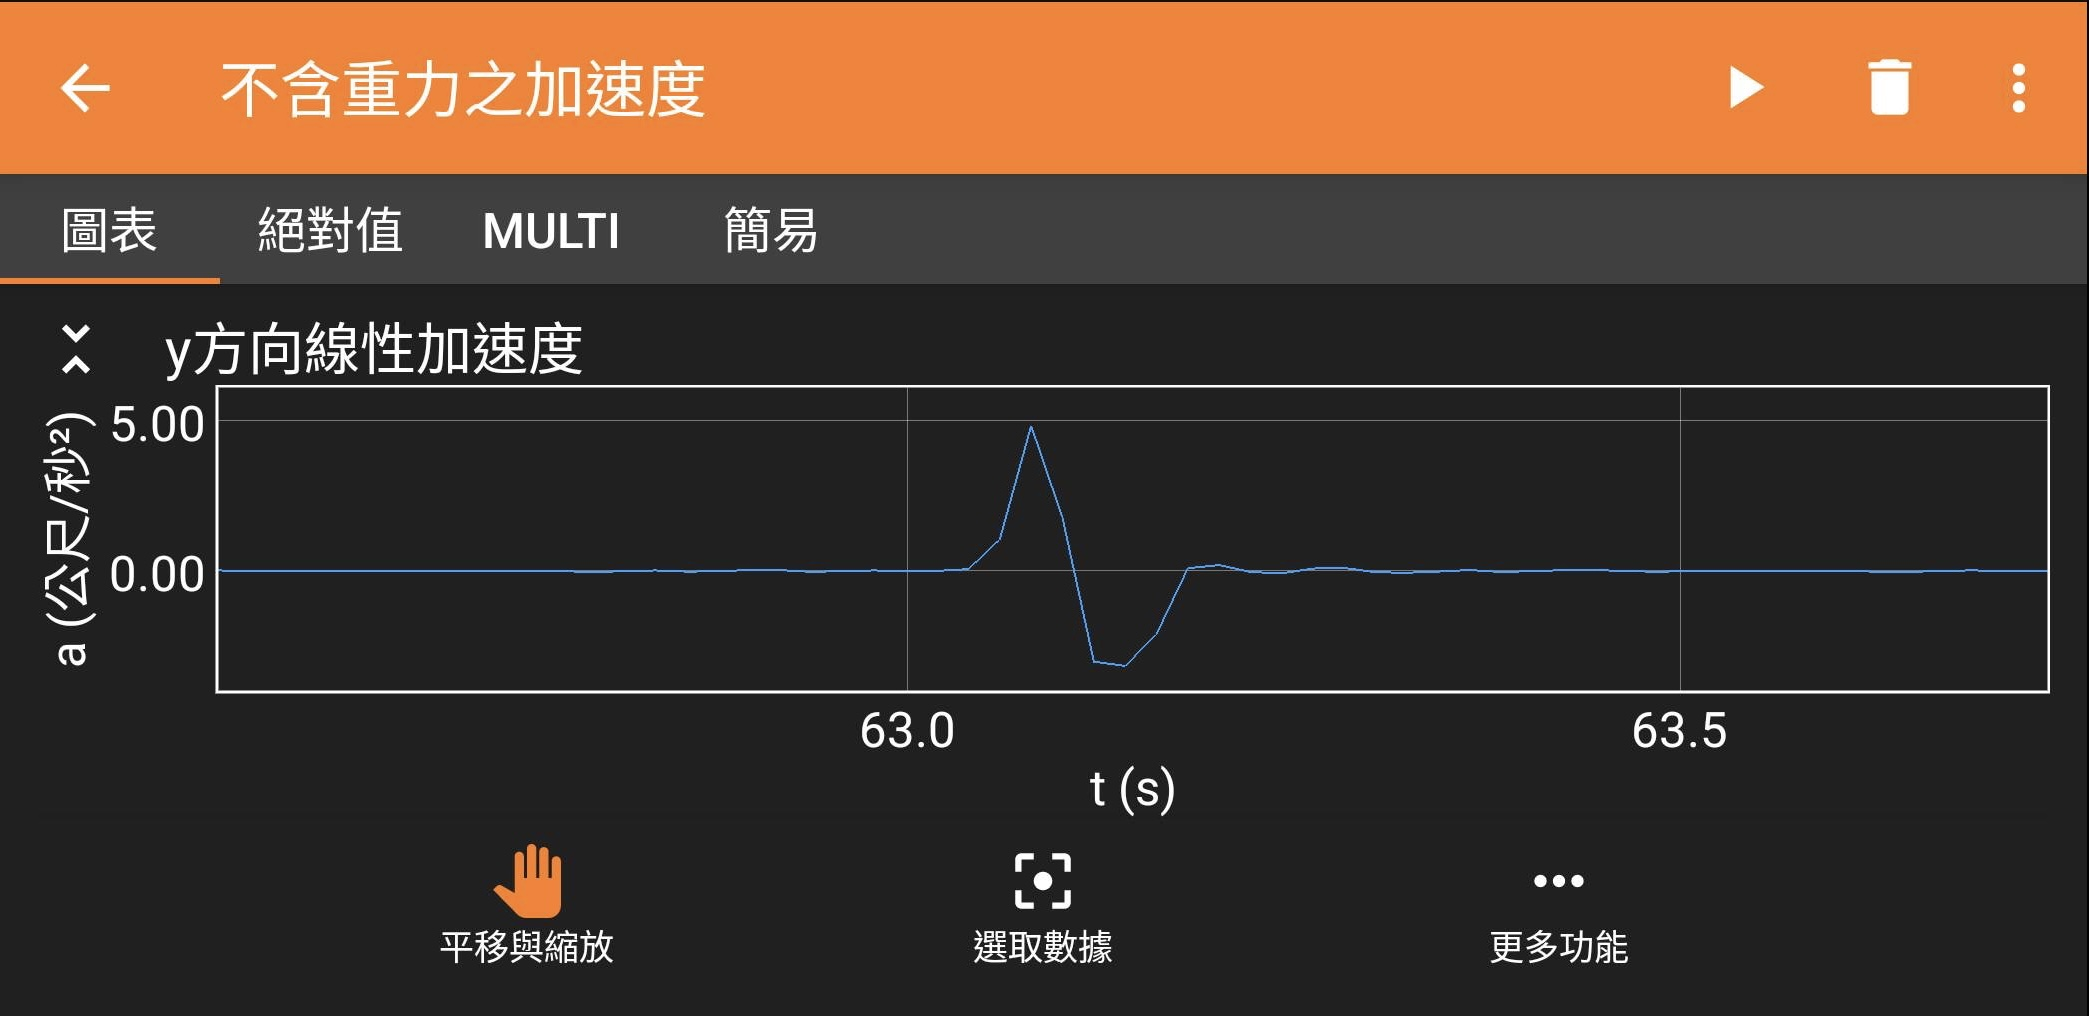 不含重力之加速度
圖表 絕對值 MULTI 簡易
y方向線性加速度
a (公尺/秒²)
5.00
0.00
63.0 63.5
t (s)
平移與縮放 選取數據 更多功能